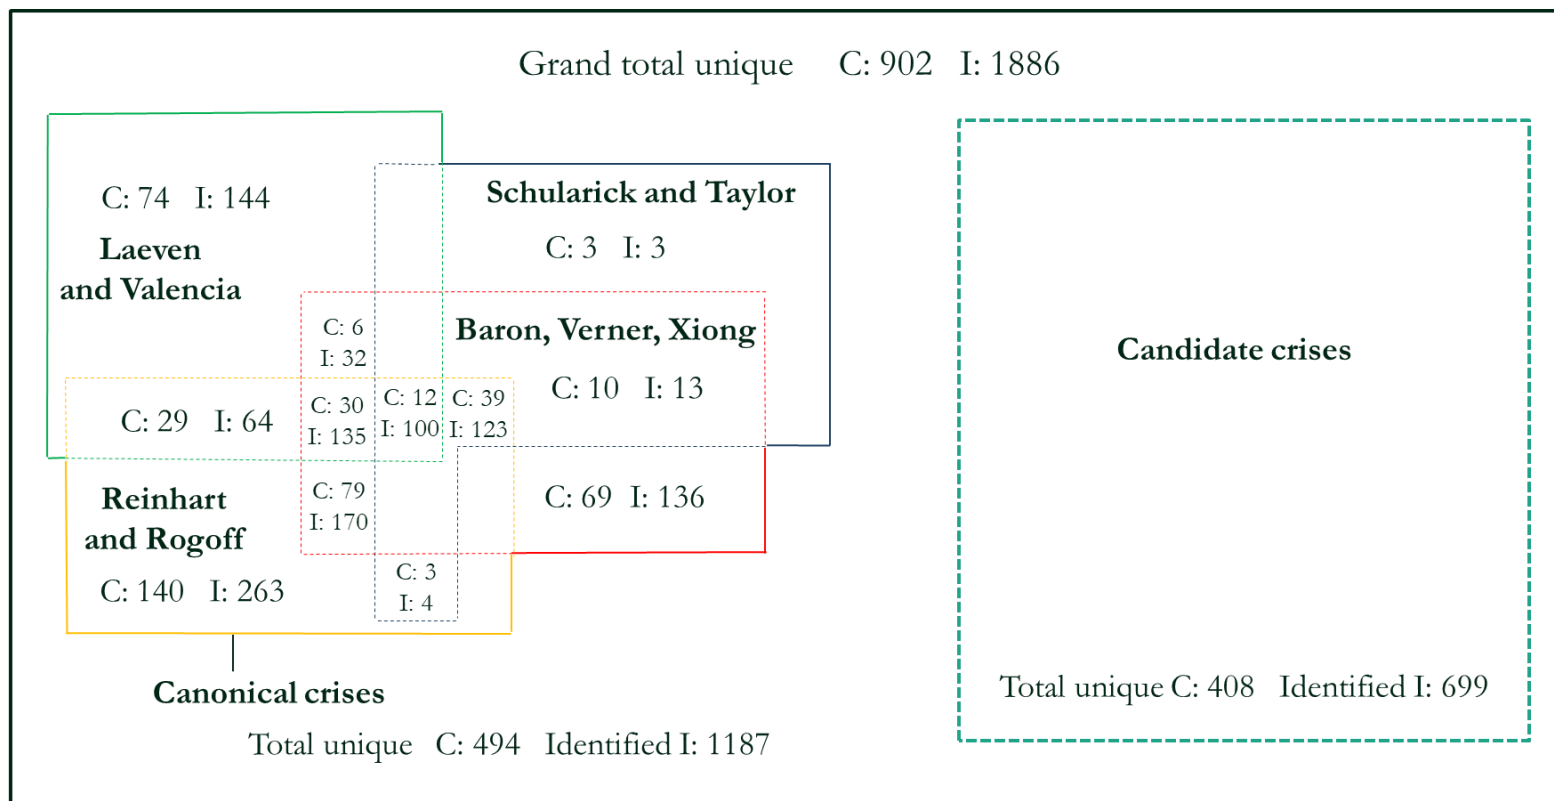 Grand total unique C: 902 I: 1886
C: 74 I: 144
Laeven
and Valencia
Schularick and Taylor
C: 3 I: 3
C: 6
I: 32
Baron, Verner, Xiong
C: 10 I: 13
C: 29 I: 64
C: 30
I: 135
C: 12
I: 100
C: 39
I: 123
Reinhart
and Rogoff
C: 140 I: 263
C: 79
I: 170
C: 69 I: 136
C: 3
I: 4
Canonical crises
Total unique C: 494 Identified I: 1187
Candidate crises
Total unique C: 408 Identified I: 699